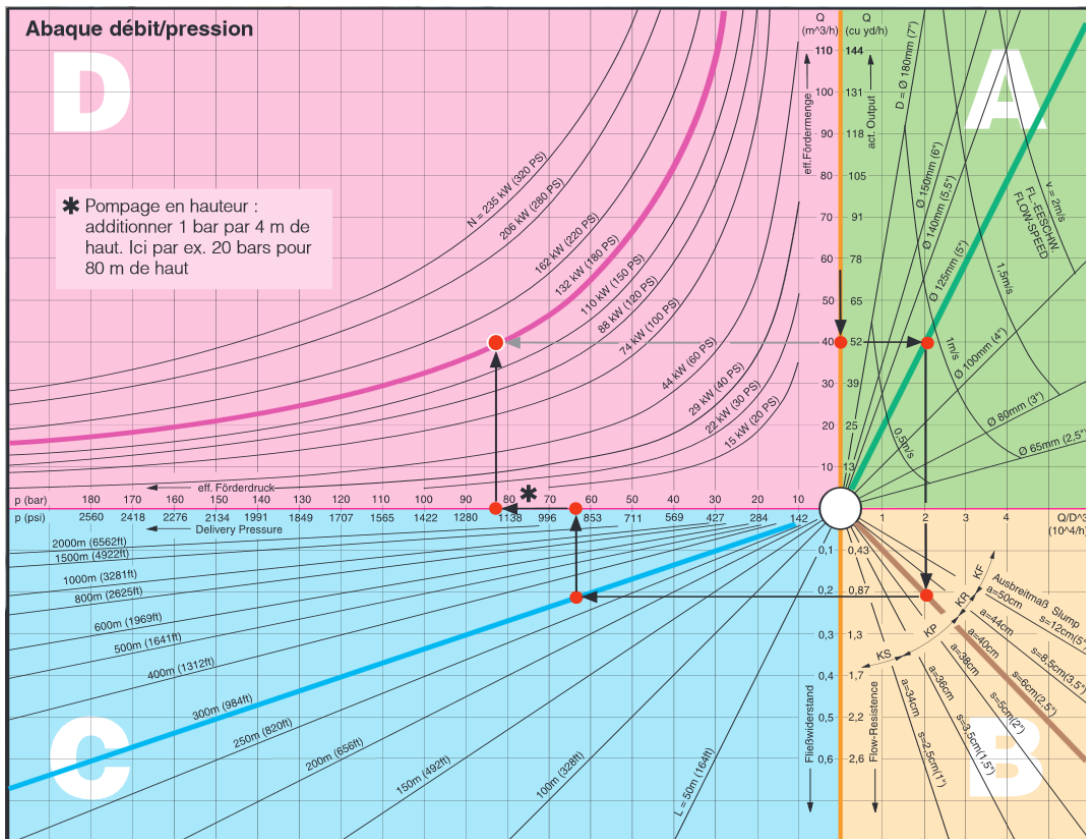 Abaque débit/pression
D
A
C
B
✱ Pompage en hauteur :
additionner 1 bar par 4 m de
haut. Ici par ex. 20 bars pour
80 m de haut
Q
(m^3/h)
Q
(cu yd/h)
110
100
90
80
70
60
50
40
30
20
10
144
131
118
105
91
78
65
52
39
25
13
eff.Fördermenge
act. Output
N = 235 kW (320 PS)
206 kW (280 PS)
162 kW (220 PS)
132 kW (180 PS)
110 kW (150 PS)
88 kW (120 PS)
74 kW (100 PS)
44 kW (60 PS)
29 kW (40 PS)
22 kW (30 PS)
15 kW (20 PS)
D = Ø 180mm (7")
Ø 150mm (6")
Ø 140mm (5,5")
Ø 125mm (5")
Ø 100mm (4")
Ø 80mm (3")
Ø 65mm (2,5")
v = 2m/s
FL.-EESCHW.
FLOW-SPEED
1,5m/s
1m/s
0,5m/s
eff. Förderdruck
✱
p (bar) 180 170 160 150 140 130 120 110 100 90 80 70 60 50 40 30 20 10
p (psi) 2560 2418 2276 2134 1991 1849 1707 1565 1422 1280 1138 996 853 711 569 427 284 142
Delivery Pressure
1 2 3 4
Q/D^3
(10^4/h)
2000m (6562ft)
1500m (4922ft)
1000m (3281ft)
800m (2625ft)
600m (1969ft)
500m (1641ft)
400m (1312ft)
300m (984ft)
250m (820ft)
200m (656ft)
150m (492ft)
100m (328ft)
L = 50m (164ft)
0,1
0,2
0,3
0,4
0,5
0,6
0,43
0,87
1,3
1,7
2,2
2,6
Fließwiderstand
Flow-Resistence
KF
KR
KP
KS
Ausbreitmaß Slump
a=50cm
s=12cm(5"
a=44cm
s=8.5cm(3.5")
a=40cm
s=6cm(2.5")
a=38cm
s=5cm(2")
a=36cm
s=3,5cm(1,5")
a=34cm
s=2.5cm(1")